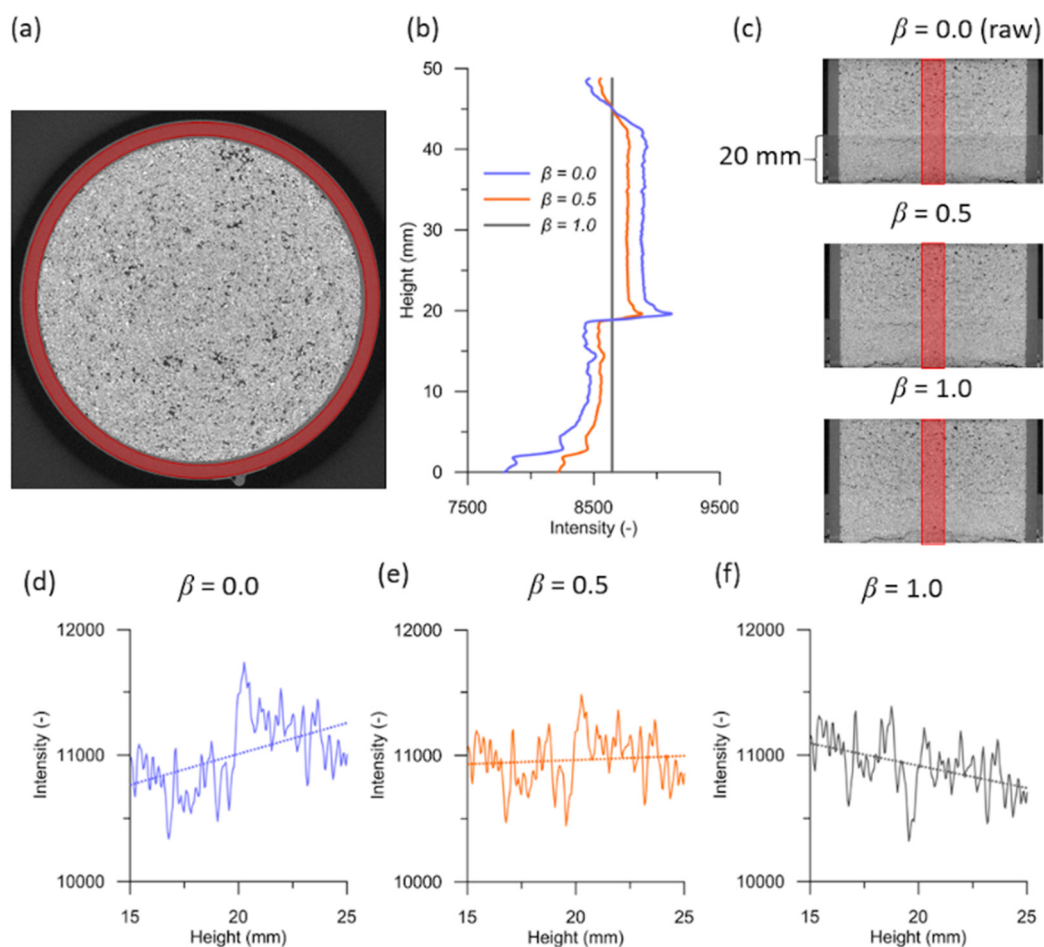 (a)
(b)
(c)
β = 0.0 (raw)
50
40
30
20
10
0
Height (mm)
β = 0.0
β = 0.5
β = 1.0
7500
8500
9500
Intensity (-)
20 mm
β = 0.5
β = 1.0
(d)
β = 0.0
12000
11000
10000
Intensity (-)
15
20
25
Height (mm)
(e)
β = 0.5
12000
11000
10000
Intensity (-)
15
20
25
Height (mm)
(f)
β = 1.0
12000
11000
10000
Intensity (-)
15
20
25
Height (mm)